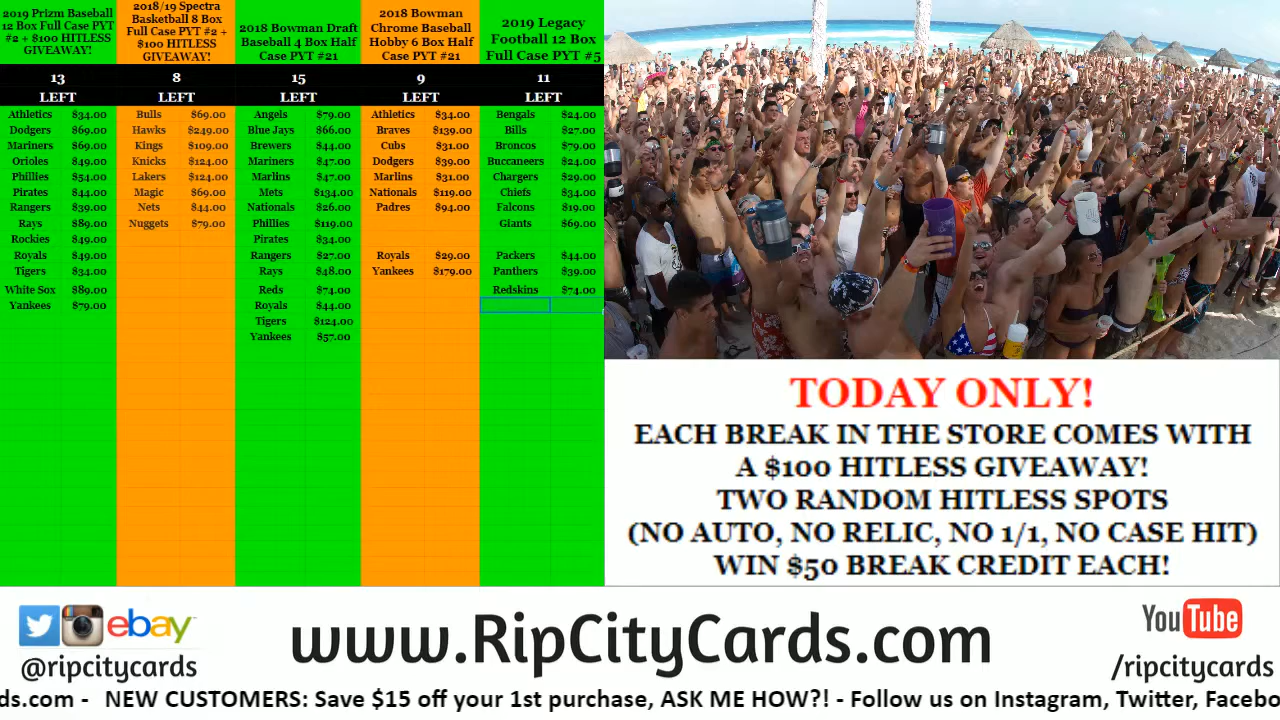 2019 Prizm Baseball
12 Box Full Case PYT
#2 + $100 HITLESS
GIVEAWAY!
13
LEFT
Athletics $34.00
Dodgers $69.00
Mariners $69.00
Orioles $49.00
Phillies $54.00
Pirates $44.00
Rangers $39.00
Rays $89.00
Rockies $49.00
Royals $49.00
Tigers $34.00
White Sox $89.00
Yankees $79.00
2018/19 Spectra
Basketball 8 Box
Full Case PYT #2 +
$100 HITLESS
GIVEAWAY!
8
LEFT
Bulls $69.00
Hawks $249.00
Kings $109.00
Knicks $124.00
Lakers $124.00
Magic $69.00
Nets $44.00
Nuggets $79.00
2018 Bowman Draft
Baseball 4 Box Half
Case PYT #21
15
LEFT
Angels $79.00
Blue Jays $66.00
Brewers $44.00
Mariners $47.00
Marlins $47.00
Mets $134.00
Nationals $26.00
Phillies $119.00
Pirates $34.00
Rangers $27.00
Rays $48.00
Reds $74.00
Royals $44.00
Tigers $124.00
Yankees $57.00
2018 Bowman
Chrome Baseball
Hobby 6 Box Half
Case PYT #21
9
LEFT
Athletics $34.00
Braves $139.00
Cubs $31.00
Dodgers $39.00
Marlins $31.00
Nationals $119.00
Padres $94.00
Royals $29.00
Yankees $179.00
2019 Legacy
Football 12 Box
Full Case PYT #5
11
LEFT
Bengals $24.00
Bills $27.00
Broncos $79.00
Buccaneers $24.00
Chargers $29.00
Chiefs $34.00
Falcons $19.00
Giants $69.00
Packers $44.00
Panthers $39.00
Redskins $74.00
TODAY ONLY!
EACH BREAK IN THE STORE COMES WITH
A $100 HITLESS GIVEAWAY!
TWO RANDOM HITLESS SPOTS
(NO AUTO, NO RELIC, NO 1/1, NO CASE HIT)
WIN $50 BREAK CREDIT EACH!
ebay
@ripcitycards
www.RipCityCards.com
YouTube
/ripcitycards
ds.com - NEW CUSTOMERS: Save $15 off your 1st purchase, ASK ME HOW?! - Follow us on Instagram, Twitter, Facebo